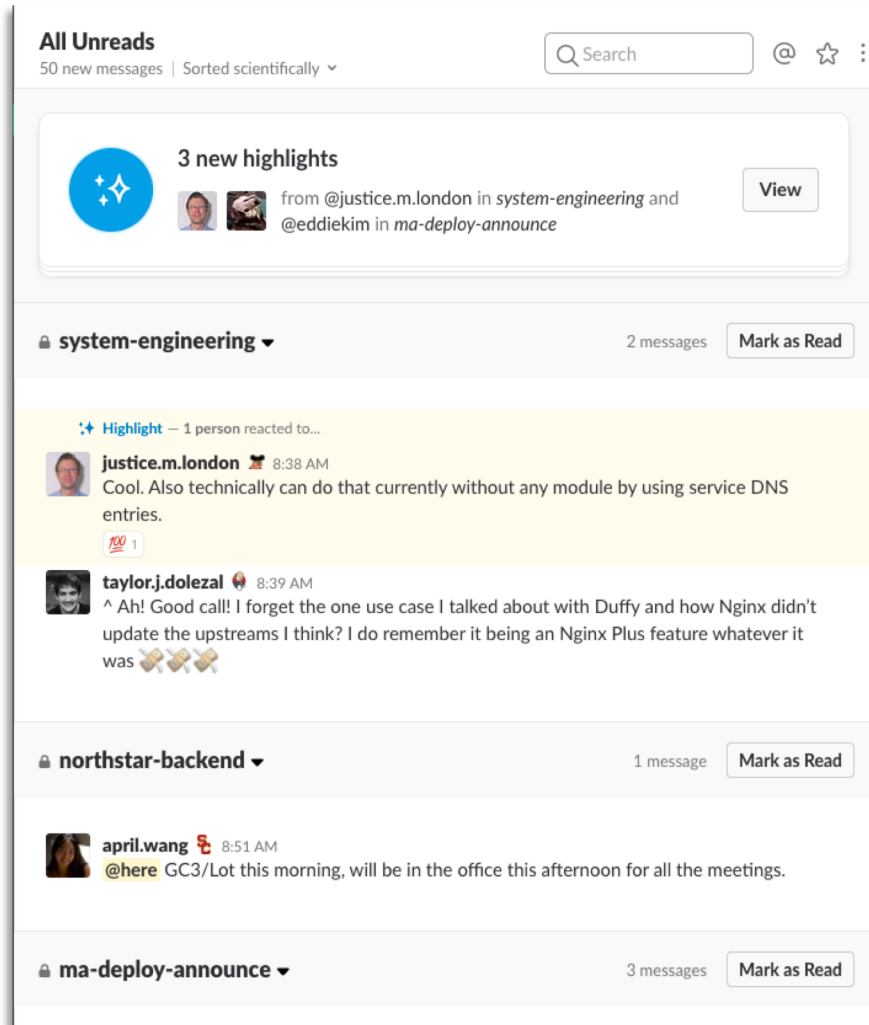 All Unreads
50 new messages | Sorted scientifically
Search
3 new highlights
from @justice.m.london in system-engineering and
@eddiekim in ma-deploy-announce
View
system-engineering
2 messages
Mark as Read
Highlight – 1 person reacted to...
justice.m.london 8:38 AM
Cool. Also technically can do that currently without any module by using service DNS
entries.
💯 1
taylor.j.dolezal 8:39 AM
^ Ah! Good call! I forget the one use case I talked about with Duffy and how Nginx didn't
update the upstreams I think? I do remember it being an Nginx Plus feature whatever it
was 💸💸💸
northstar-backend
1 message
Mark as Read
april.wang SC 8:51 AM
@here GC3/Lot this morning, will be in the office this afternoon for all the meetings.
ma-deploy-announce
3 messages
Mark as Read